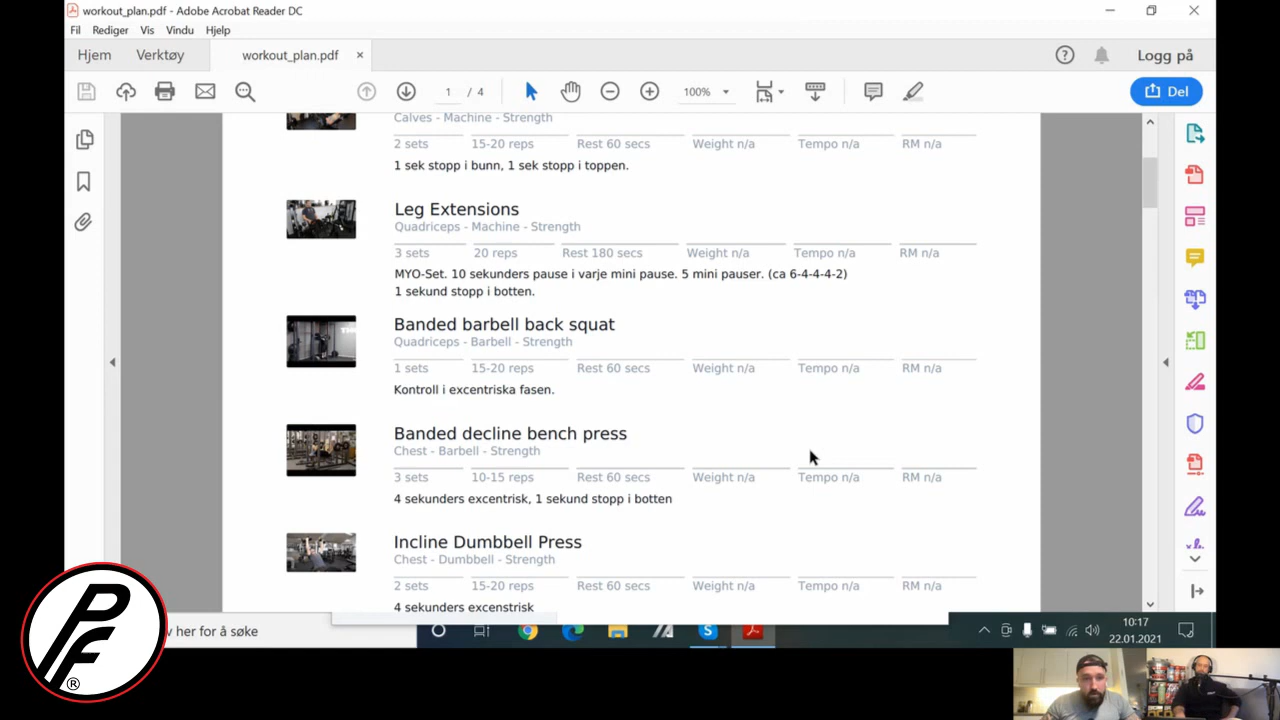 workout_plan.pdf - Adobe Acrobat Reader DC
Fil Rediger Vis Vindu Hjelp
Hjem Verktøy workout_plan.pdf × Logg på
1 / 4 100% Del
Calves - Machine - Strength
2 sets 15-20 reps Rest 60 secs Weight n/a Tempo n/a RM n/a
1 sek stopp i bunn, 1 sek stopp i toppen.
Leg Extensions
Quadriceps - Machine - Strength
3 sets 20 reps Rest 180 secs Weight n/a Tempo n/a RM n/a
MYO-Set. 10 sekunders pause i varje mini pause. 5 mini pauser. (ca 6-4-4-4-2)
1 sekund stopp i botten.
Banded barbell back squat
Quadriceps - Barbell - Strength
1 sets 15-20 reps Rest 60 secs Weight n/a Tempo n/a RM n/a
Kontroll i excentriska fasen.
Banded decline bench press
Chest - Barbell - Strength
3 sets 10-15 reps Rest 60 secs Weight n/a Tempo n/a RM n/a
4 sekunders excentrisk, 1 sekund stopp i botten
Incline Dumbbell Press
Chest - Dumbbell - Strength
2 sets 15-20 reps Rest 60 secs Weight n/a Tempo n/a RM n/a
4 sekunders excenstrisk
PF ®
v her for å søke
10:17
22.01.2021